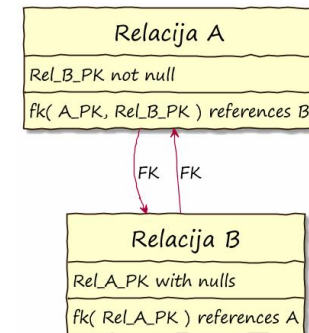 Relacija A
Rel_B_PK not null
fk( A_PK, Rel_B_PK ) references B
FK FK
Relacija B
Rel_A_PK with nulls
fk( Rel_A_PK ) references A